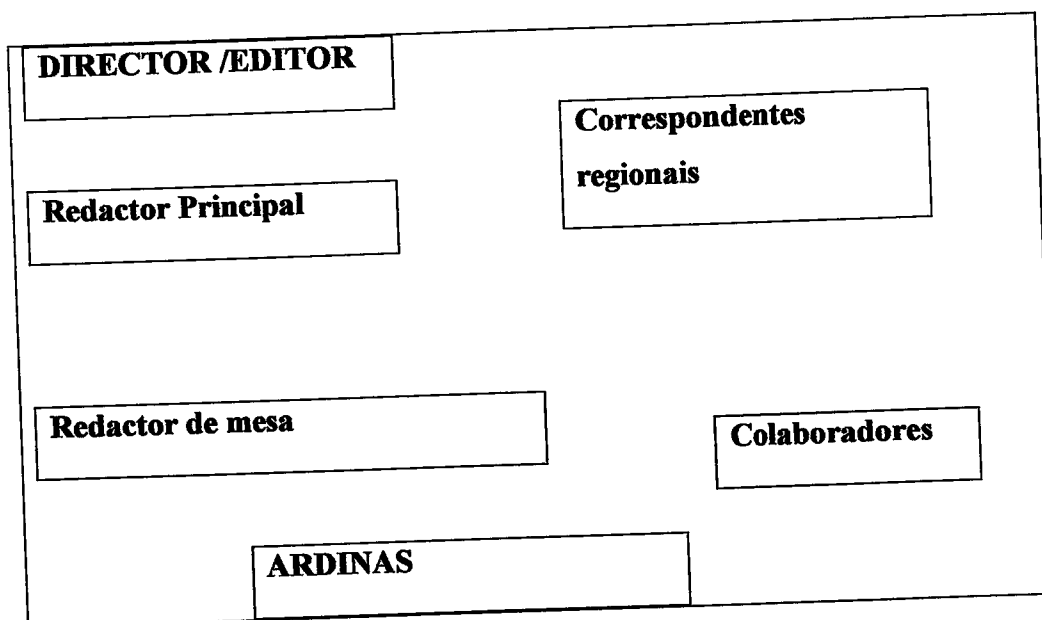 DIRECTOR /EDITOR
Correspondentes
regionais
Redactor Principal
Redactor de mesa
Colaboradores
ARDINAS